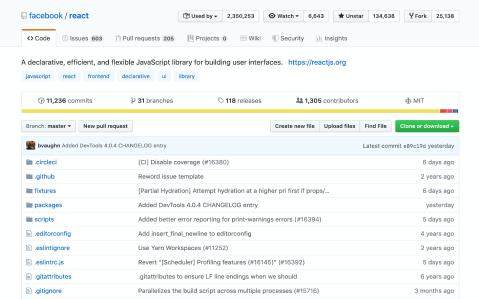 facebook / react
Used by 2,350,253 Watch 6,643 Unstar 134,638 Fork 25,138
Code Issues 603 Pull requests 205 Projects 0 Wiki Security Insights
A declarative, efficient, and flexible JavaScript library for building user interfaces. https://reactjs.org
javascript react frontend declarative ui library
11,236 commits 31 branches 118 releases 1,305 contributors MIT
Branch: master New pull request Create new file Upload files Find File Clone or download
bvaughn Added DevTools 4.0.4 CHANGELOG entry Latest commit e89c19d yesterday
.circleci [CI] Disable coverage (#16380) 6 days ago
.github Reword issue template 2 years ago
fixtures [Partial Hydration] Attempt hydration at a higher pri first if props/... 6 days ago
packages Added DevTools 4.0.4 CHANGELOG entry yesterday
scripts Added better error reporting for print-warnings errors (#16394) 5 days ago
.editorconfig Add insert_final_newline to editorconfig 4 years ago
.eslintignore Use Yarn Workspaces (#11252) 2 years ago
.eslintrc.js Revert "[Scheduler] Profiling features (#16145)" (#16392) 5 days ago
.gitattributes .gitattributes to ensure LF line endings when we should 6 years ago
.gitignore Parallelizes the build script across multiple processes (#15716) 3 months ago